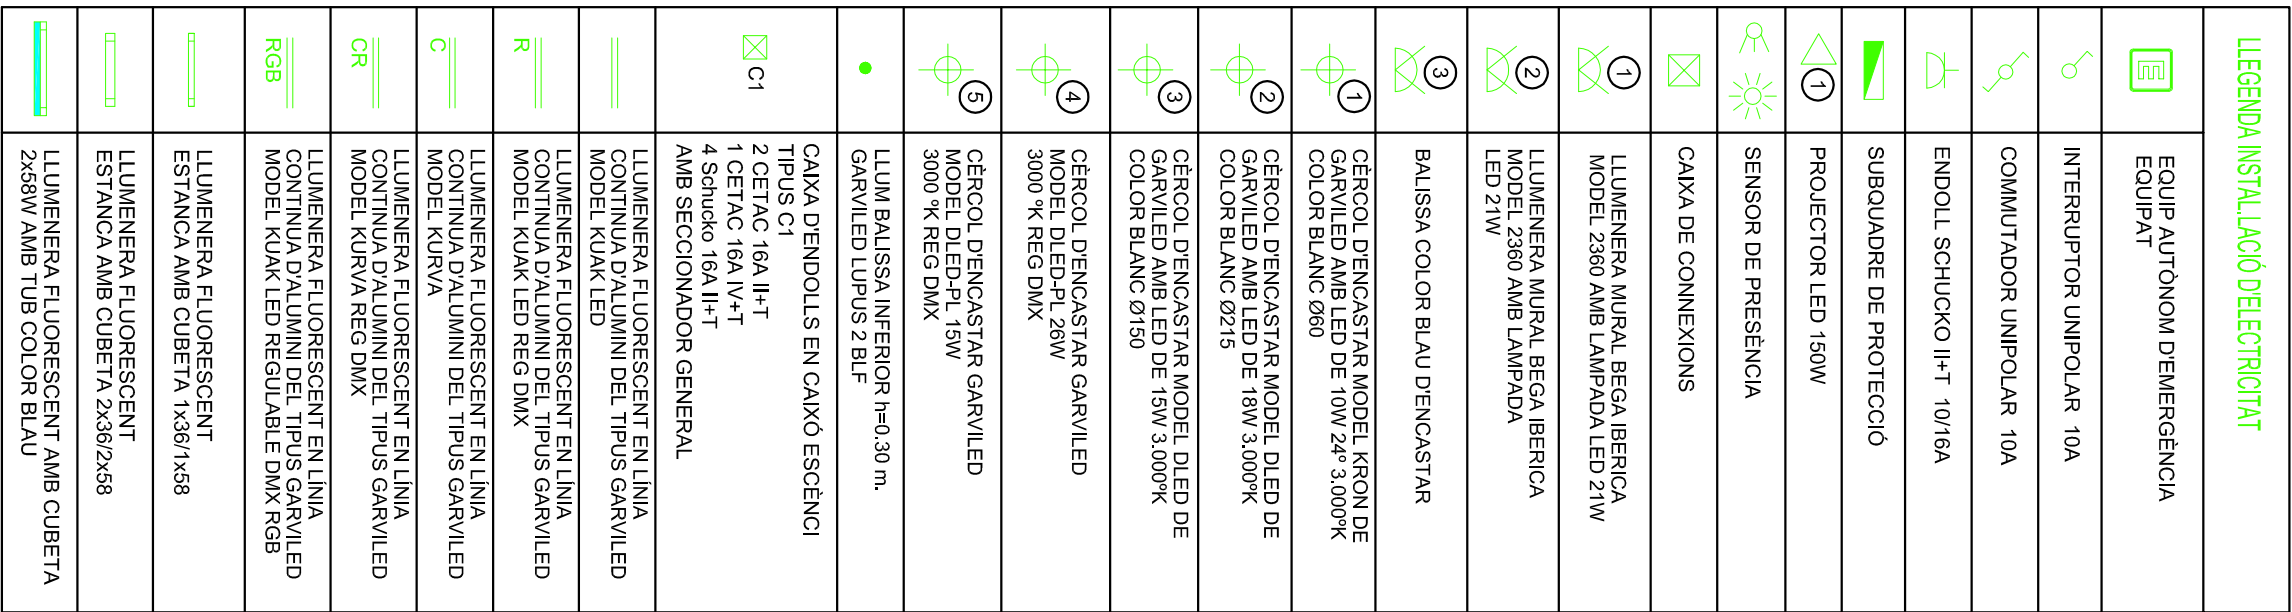 LLEGENDA INSTAL.LACIÓ D'ELECTRICITAT
E
EQUIP AUTÒNOM D'EMERGÈNCIA
EQUIPAT
INTERRUPTOR UNIPOLAR 10A
COMMUTADOR UNIPOLAR 10A
ENDOLL SCHUCKO II+T 10/16A
SUBQUADRE DE PROTECCIÓ
1
PROJECTOR LED 150W
SENSOR DE PRESÈNCIA
CAIXA DE CONNEXIONS
1
LLUMENERA MURAL BEGA IBERICA
MODEL 2360 AMB LAMPADA LED 21W
2
LLUMENERA MURAL BEGA IBERICA
MODEL 2360 AMB LAMPADA
LED 21W
3
BALISSA COLOR BLAU D'ENCASTAR
1
CÈRCOL D'ENCASTAR MODEL KRON DE
GARVILED AMB LED DE 10W 24º 3.000ºK
COLOR BLANC Ø60
2
CÈRCOL D'ENCASTAR MODEL DLED DE
GARVILED AMB LED DE 18W 3.000ºK
COLOR BLANC Ø215
3
CÈRCOL D'ENCASTAR MODEL DLED DE
GARVILED AMB LED DE 15W 3.000ºK
COLOR BLANC Ø150
4
CÈRCOL D'ENCASTAR GARVILED
MODEL DLED-PL 26W
3000 ºK REG DMX
5
CÈRCOL D'ENCASTAR GARVILED
MODEL DLED-PL 15W
3000 ºK REG DMX
LLUM BALISSA INFERIOR h=0.30 m.
GARVILED LUPUS 2 BLF
C1
CAIXA D'ENDOLLS EN CAIXÓ ESCÈNCI
TIPUS C1
2 CETAC 16A II+T
1 CETAC 16A IV+T
4 Schucko 16A II+T
AMB SECCIONADOR GENERAL
LLUMENERA FLUORESCENT EN LÍNIA
CONTINUA D'ALUMINI DEL TIPUS GARVILED
MODEL KUAK LED
R
LLUMENERA FLUORESCENT EN LÍNIA
CONTINUA D'ALUMINI DEL TIPUS GARVILED
MODEL KUAK LED REG DMX
C
LLUMENERA FLUORESCENT EN LÍNIA
CONTINUA D'ALUMINI DEL TIPUS GARVILED
MODEL KURVA
CR
LLUMENERA FLUORESCENT EN LÍNIA
CONTINUA D'ALUMINI DEL TIPUS GARVILED
MODEL KURVA REG DMX
RGB
LLUMENERA FLUORESCENT EN LÍNIA
CONTINUA D'ALUMINI DEL TIPUS GARVILED
MODEL KUAK LED REGULABLE DMX RGB
LLUMENERA FLUORESCENT
ESTANCA AMB CUBETA 1x36/1x58
LLUMENERA FLUORESCENT
ESTANCA AMB CUBETA 2x36/2x58
LLUMENERA FLUORESCENT AMB CUBETA
2x58W AMB TUB COLOR BLAU